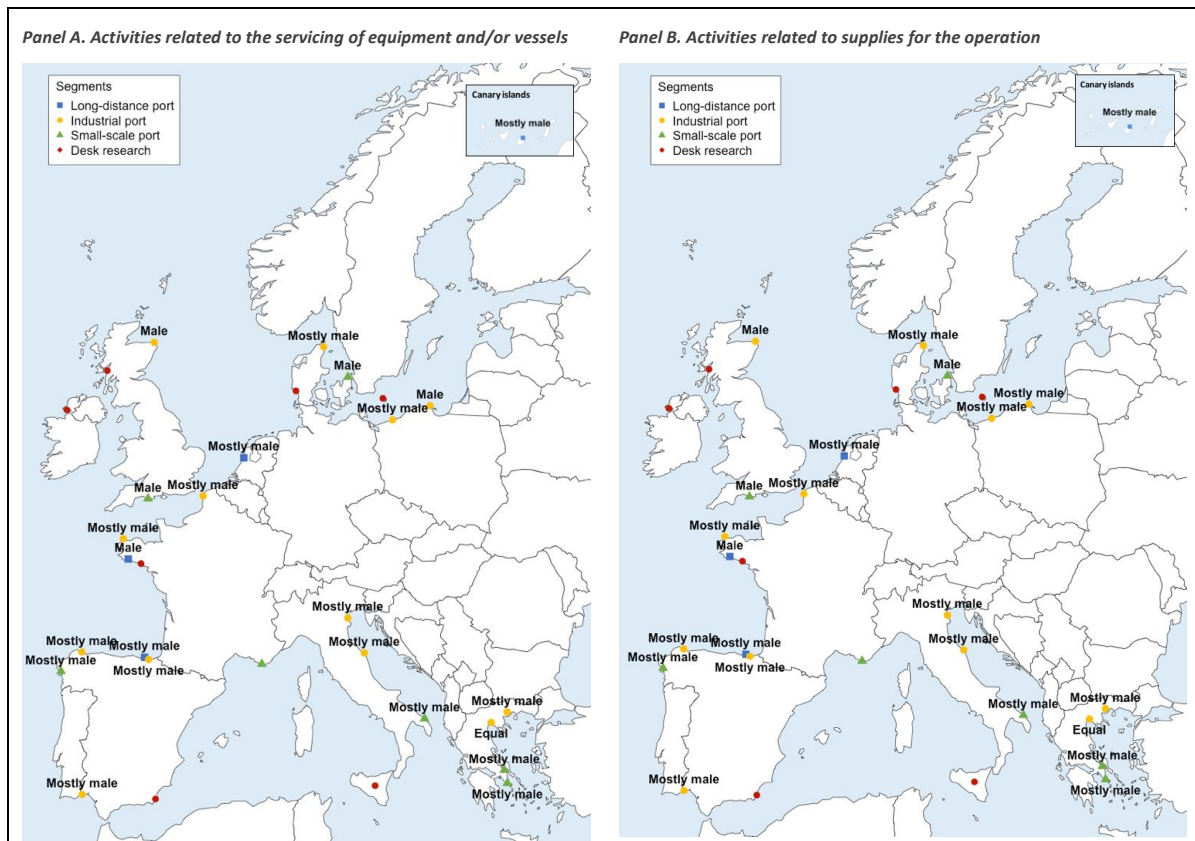 Panel A. Activities related to the servicing of equipment and/or vessels
Segments
Long-distance port
Industrial port
Small-scale port
Desk research
Canary islands
Mostly male
Male
Mostly male
Male
Male
Mostly male
Mostly male
Male
Mostly male
Mostly male
Male
Mostly male
Mostly male
Mostly male
Mostly male
Mostly male
Mostly male
Mostly male
Mostly male
Equal
Mostly male
Mostly male
Mostly male
Panel B. Activities related to supplies for the operation
Segments
Long-distance port
Industrial port
Small-scale port
Desk research
Canary islands
Mostly male
Male
Mostly male
Male
Mostly male
Mostly male
Mostly male
Male
Mostly male
Mostly male
Male
Mostly male
Mostly male
Mostly male
Mostly male
Mostly male
Mostly male
Mostly male
Mostly male
Equal
Mostly male
Mostly male
Mostly male